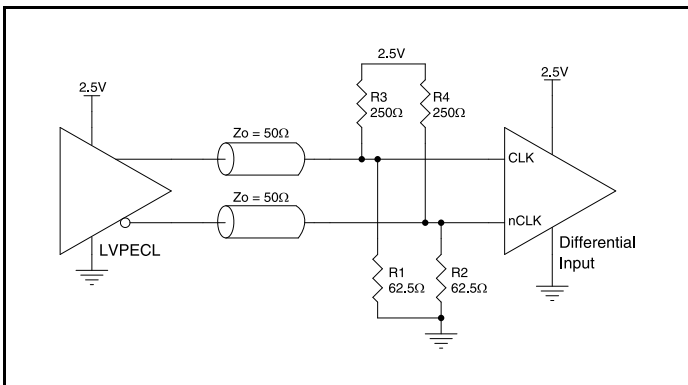 2.5V
2.5V
2.5V
R3
250Ω
R4
250Ω
Zo = 50Ω
CLK
Zo = 50Ω
nCLK
LVPECL
Differential
Input
R1
62.5Ω
R2
62.5Ω